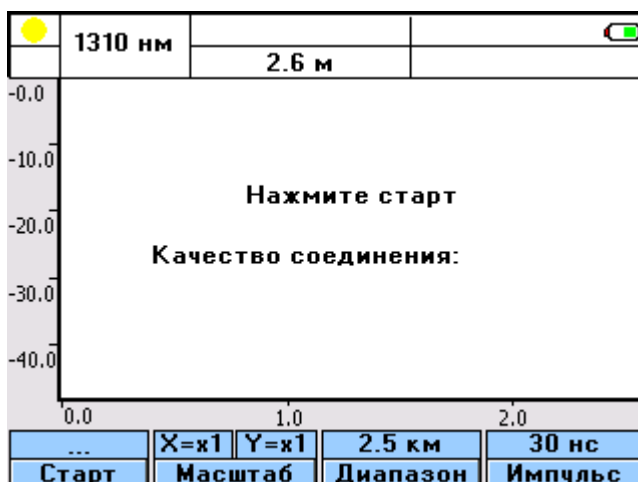 1310 нм
2.6 м
-0.0
-10.0
-20.0
-30.0
-40.0
Нажмите старт
Качество соединения:
0.0 1.0 2.0
... X=x1 Y=x1 2.5 км 30 нс
Старт Масштаб Диапазон Импульс